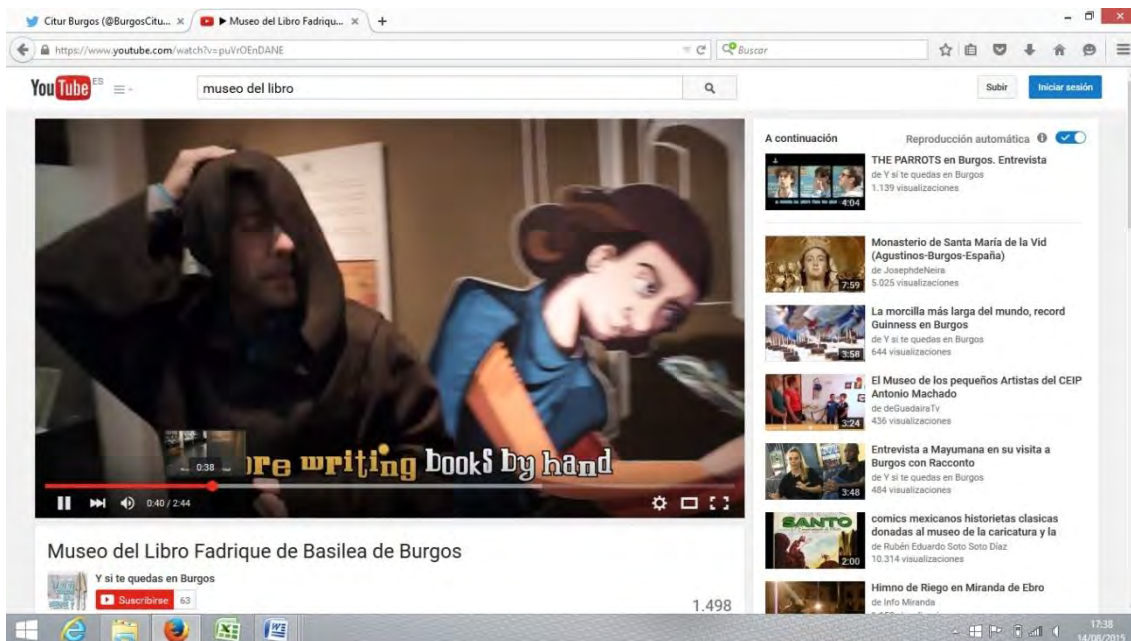 Citur Burgos (@BurgosCitu...
▶ Museo del Libro Fadriqu...
https://www.youtube.com/watch?v=puVrOEnDANE
Buscar
YouTube ES
museo del libro
Subir
Iniciar sesión
writing books by hand
0:38
0:40 / 2:44
Museo del Libro Fadrique de Basilea de Burgos
Y si te quedas en Burgos
Suscribirse 63
1.498
A continuación
Reproducción automática
THE PARROTS en Burgos. Entrevista
de Y si te quedas en Burgos
1.139 visualizaciones
4:04
Monasterio de Santa María de la Vid
(Agustinos-Burgos-España)
de JosephdeNeira
5.025 visualizaciones
7:59
La morcilla más larga del mundo, record
Guinness en Burgos
de Y si te quedas en Burgos
644 visualizaciones
3:58
El Museo de los pequeños Artistas del CEIP
Antonio Machado
de deGuadairaTv
436 visualizaciones
3:24
Entrevista a Mayumana en su visita a
Burgos con Racconto
de Y si te quedas en Burgos
484 visualizaciones
3:48
SANTO
comics mexicanos historietas clasicas
donadas al museo de la caricatura y la
de Rubén Eduardo Soto Soto Díaz
10.314 visualizaciones
2:00
Himno de Riego en Miranda de Ebro
de Info Miranda
17:38
14/08/2015